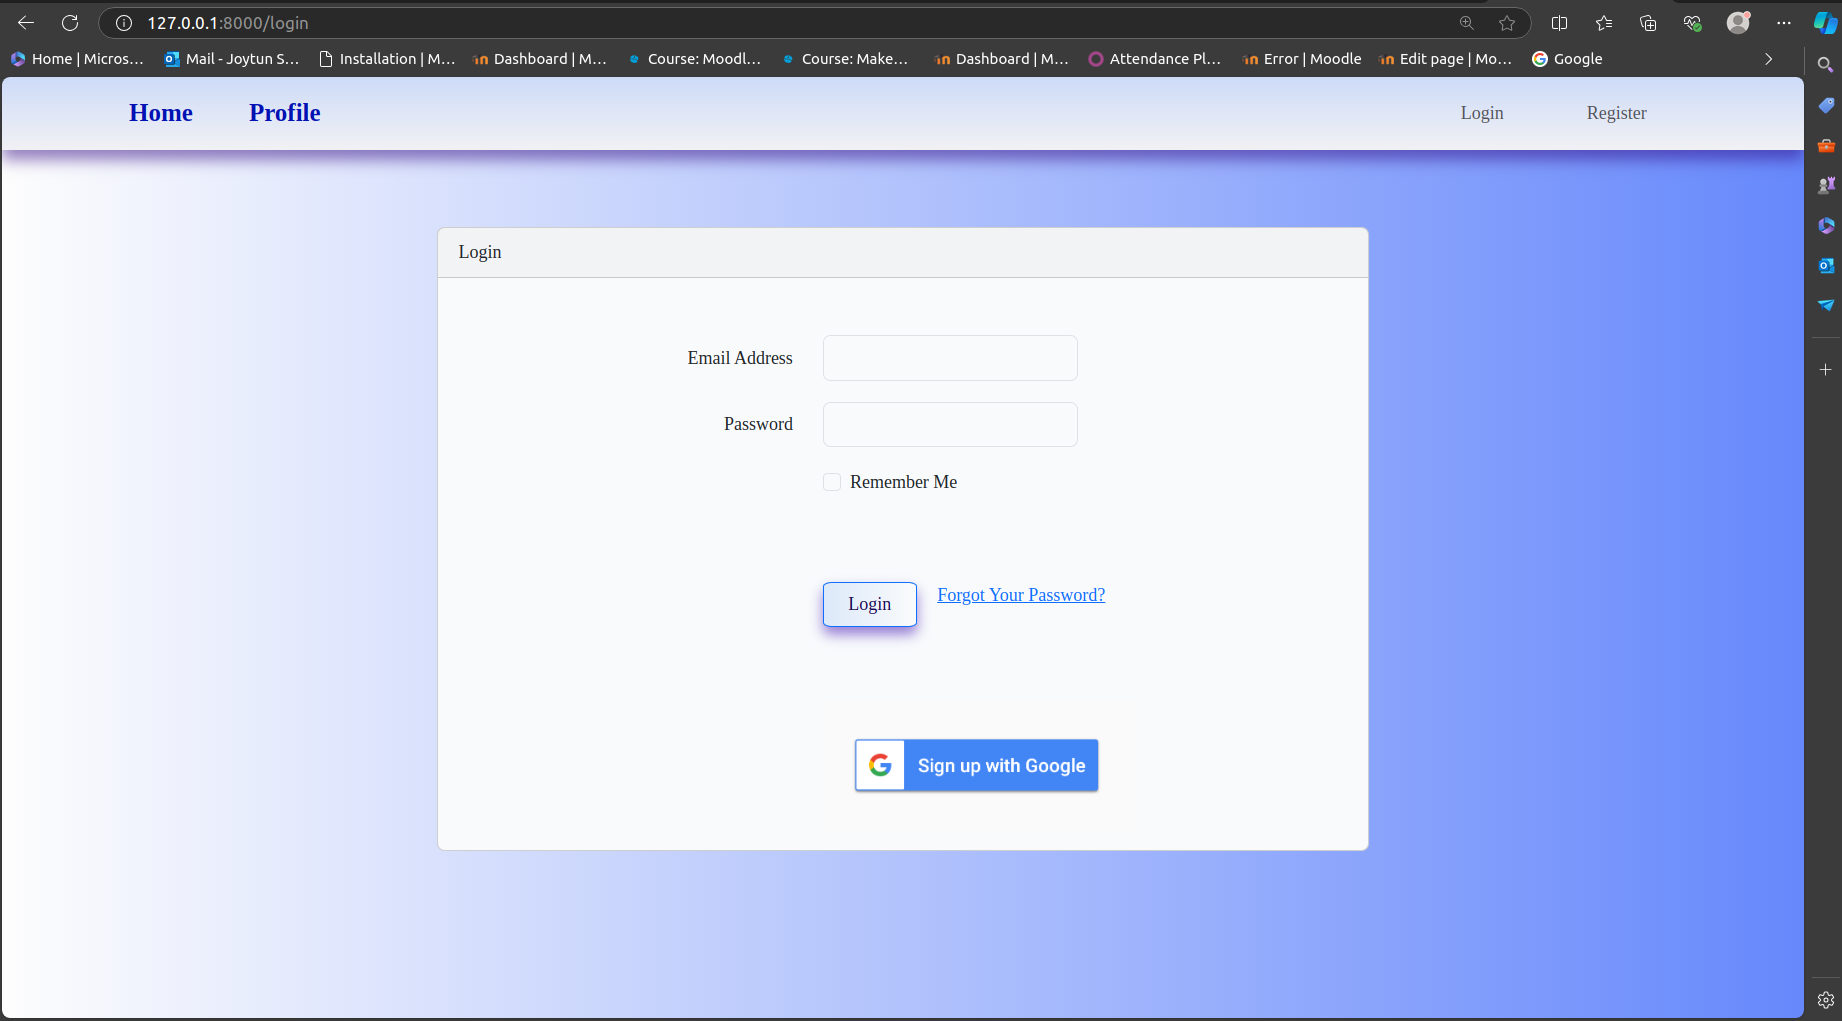 127.0.0.1:8000/login
Home | Micros...
Mail - Joytun S...
Installation | M...
Dashboard | M...
Course: Moodl...
Course: Make...
Dashboard | M...
Attendance Pl...
Error | Moodle
Edit page | Mo...
Google
Home
Profile
Login
Register
Login
Email Address
Password
Remember Me
Login
Forgot Your Password?
Sign up with Google